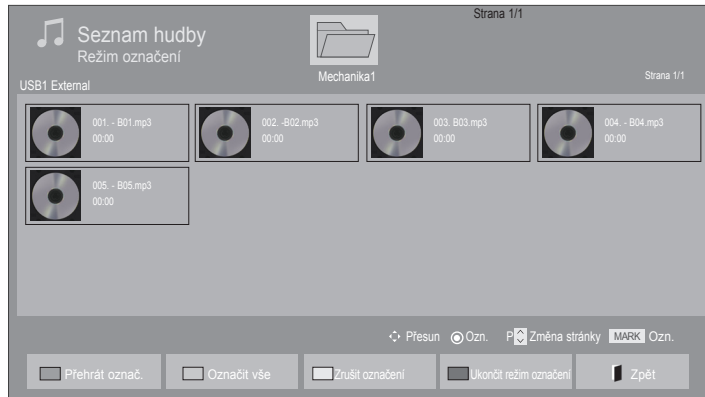 Strana 1/1
Seznam hudby
Režim označení
Mechanika1
Strana 1/1
USB1 External
001. - B01.mp3
00:00
002. -B02.mp3
00:00
003. B03.mp3
00:00
004. - B04.mp3
00:00
005. - B05.mp3
00:00
Přesun Ozn. P Změna stránky MARK Ozn.
Přehrát označ. Označit vše Zrušit označení Ukončit režim označení Zpět